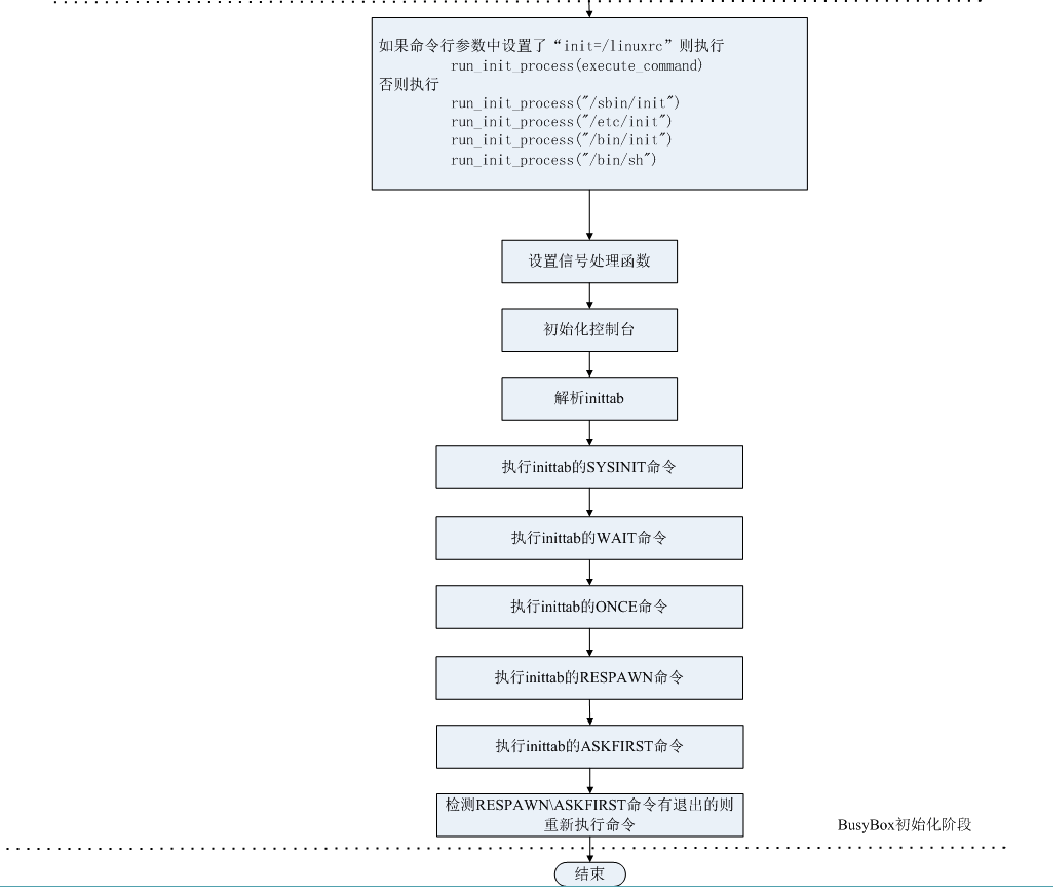 如果命令行参数中设置了“init=/linuxrc”则执行
run_init_process(execute_command)
否则执行
run_init_process("/sbin/init")
run_init_process("/etc/init")
run_init_process("/bin/init")
run_init_process("/bin/sh")
设置信号处理函数
初始化控制台
解析inittab
执行inittab的SYSINIT命令
执行inittab的WAIT命令
执行inittab的ONCE命令
执行inittab的RESPAWN命令
执行inittab的ASKFIRST命令
检测RESPAWN\ASKFIRST命令有退出的则
重新执行命令
BusyBox初始化阶段
结束